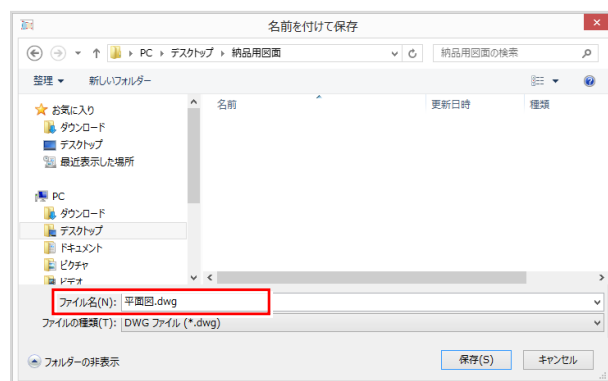 名前を付けて保存
PC ▸ デスクトップ ▸ 納品用図面
納品用図面の検索
整理 新しいフォルダー
お気に入り 名前 更新日時 種類
ダウンロード
デスクトップ
最近表示した場所
PC
ダウンロード
デスクトップ
ドキュメント
ピクチャ
ビデオ
ファイル名(N): 平面図.dwg
ファイルの種類(T): DWG ファイル (*.dwg)
フォルダーの非表示 保存(S) キャンセル